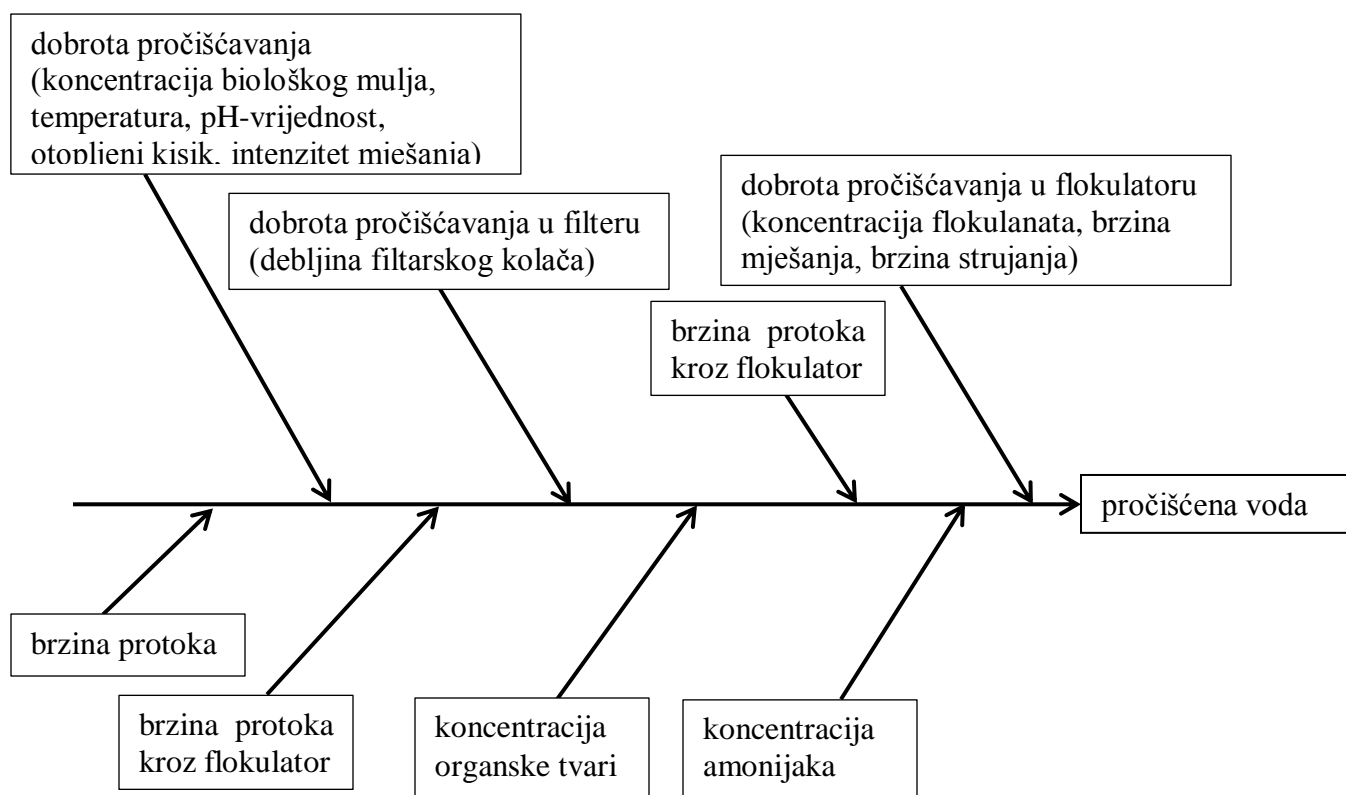 dobrota pročišćavanja
(koncentracija biološkog mulja,
temperatura, pH-vrijednost,
otopljeni kisik, intenzitet mješanja)
dobrota pročišćavanja u filteru
(debljina filtarskog kolača)
dobrota pročišćavanja u flokulatoru
(koncentracija flokulanata, brzina
mješanja, brzina strujanja)
brzina protoka
kroz flokulator
pročišćena voda
brzina protoka
brzina protoka
kroz flokulator
koncentracija
organske tvari
koncentracija
amonijaka